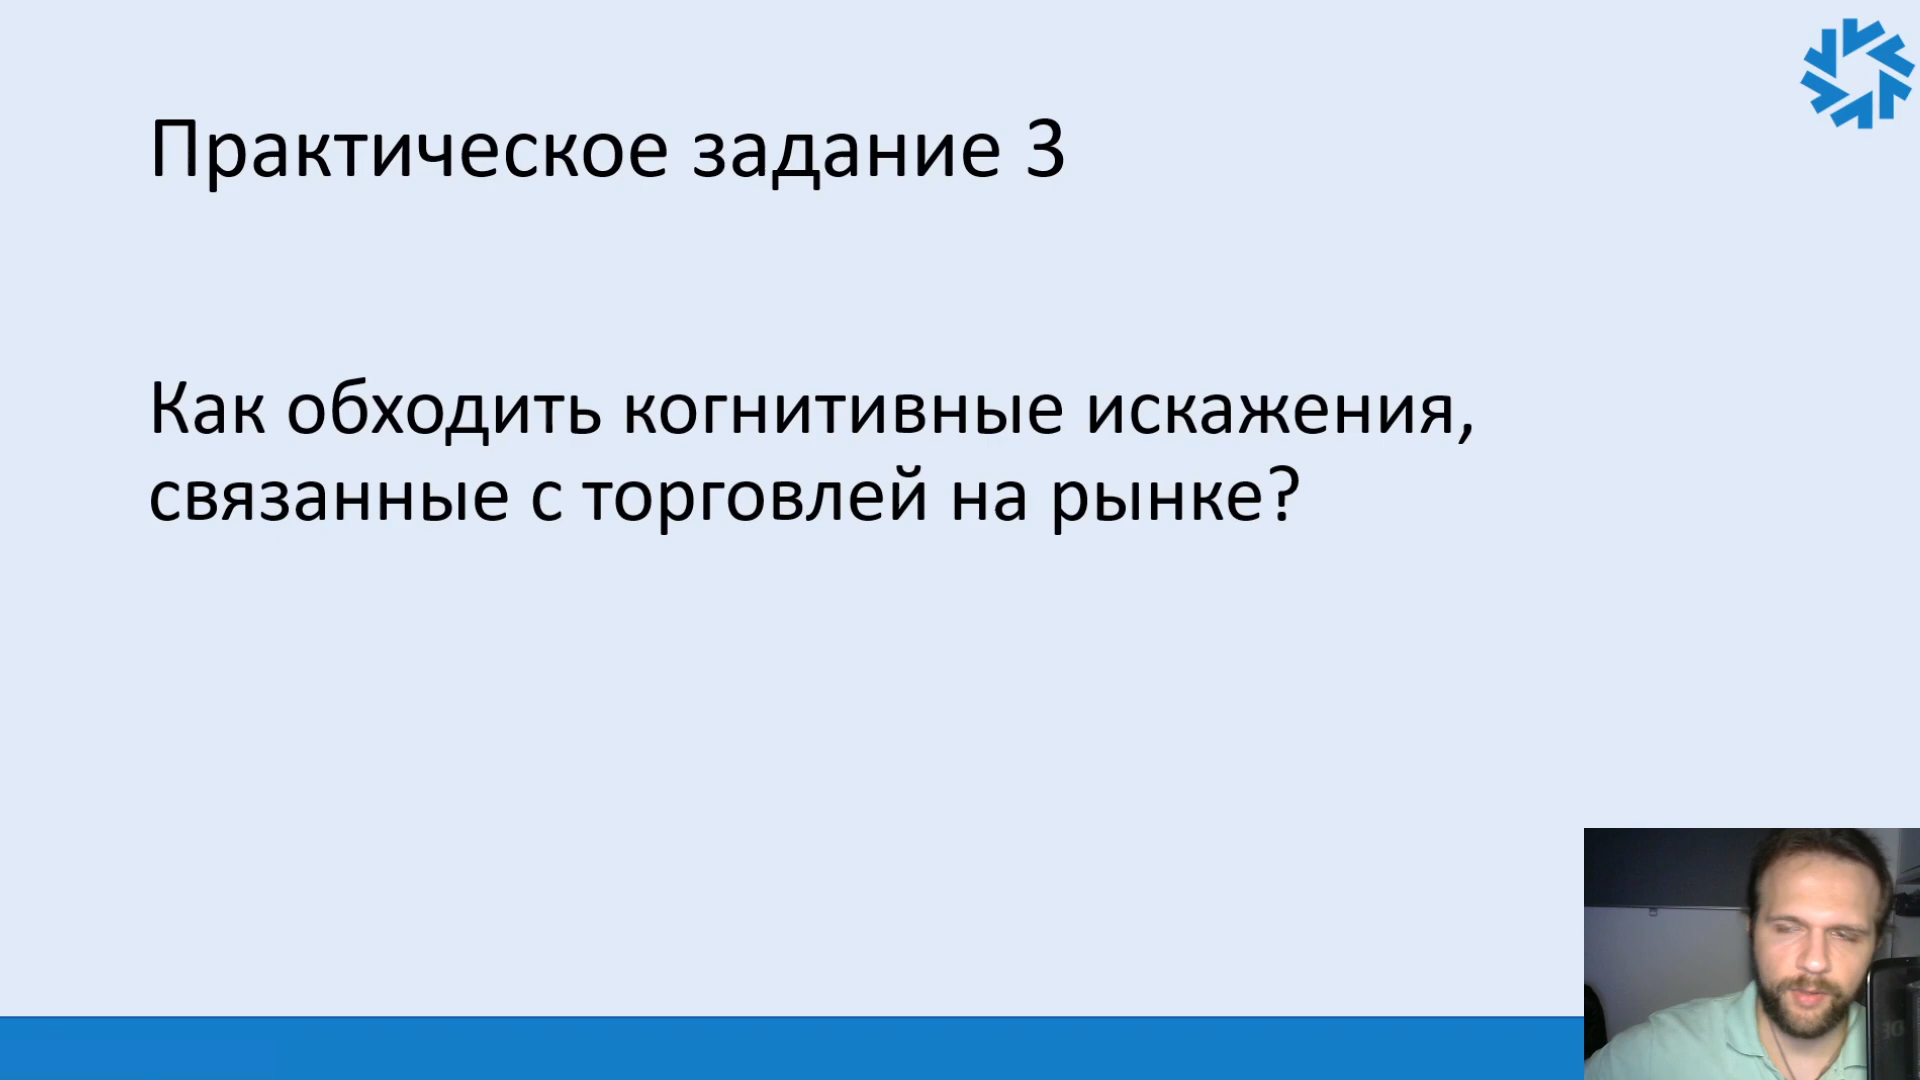 Практическое задание 3
Как обходить когнитивные искажения,
связанные с торговлей на рынке?